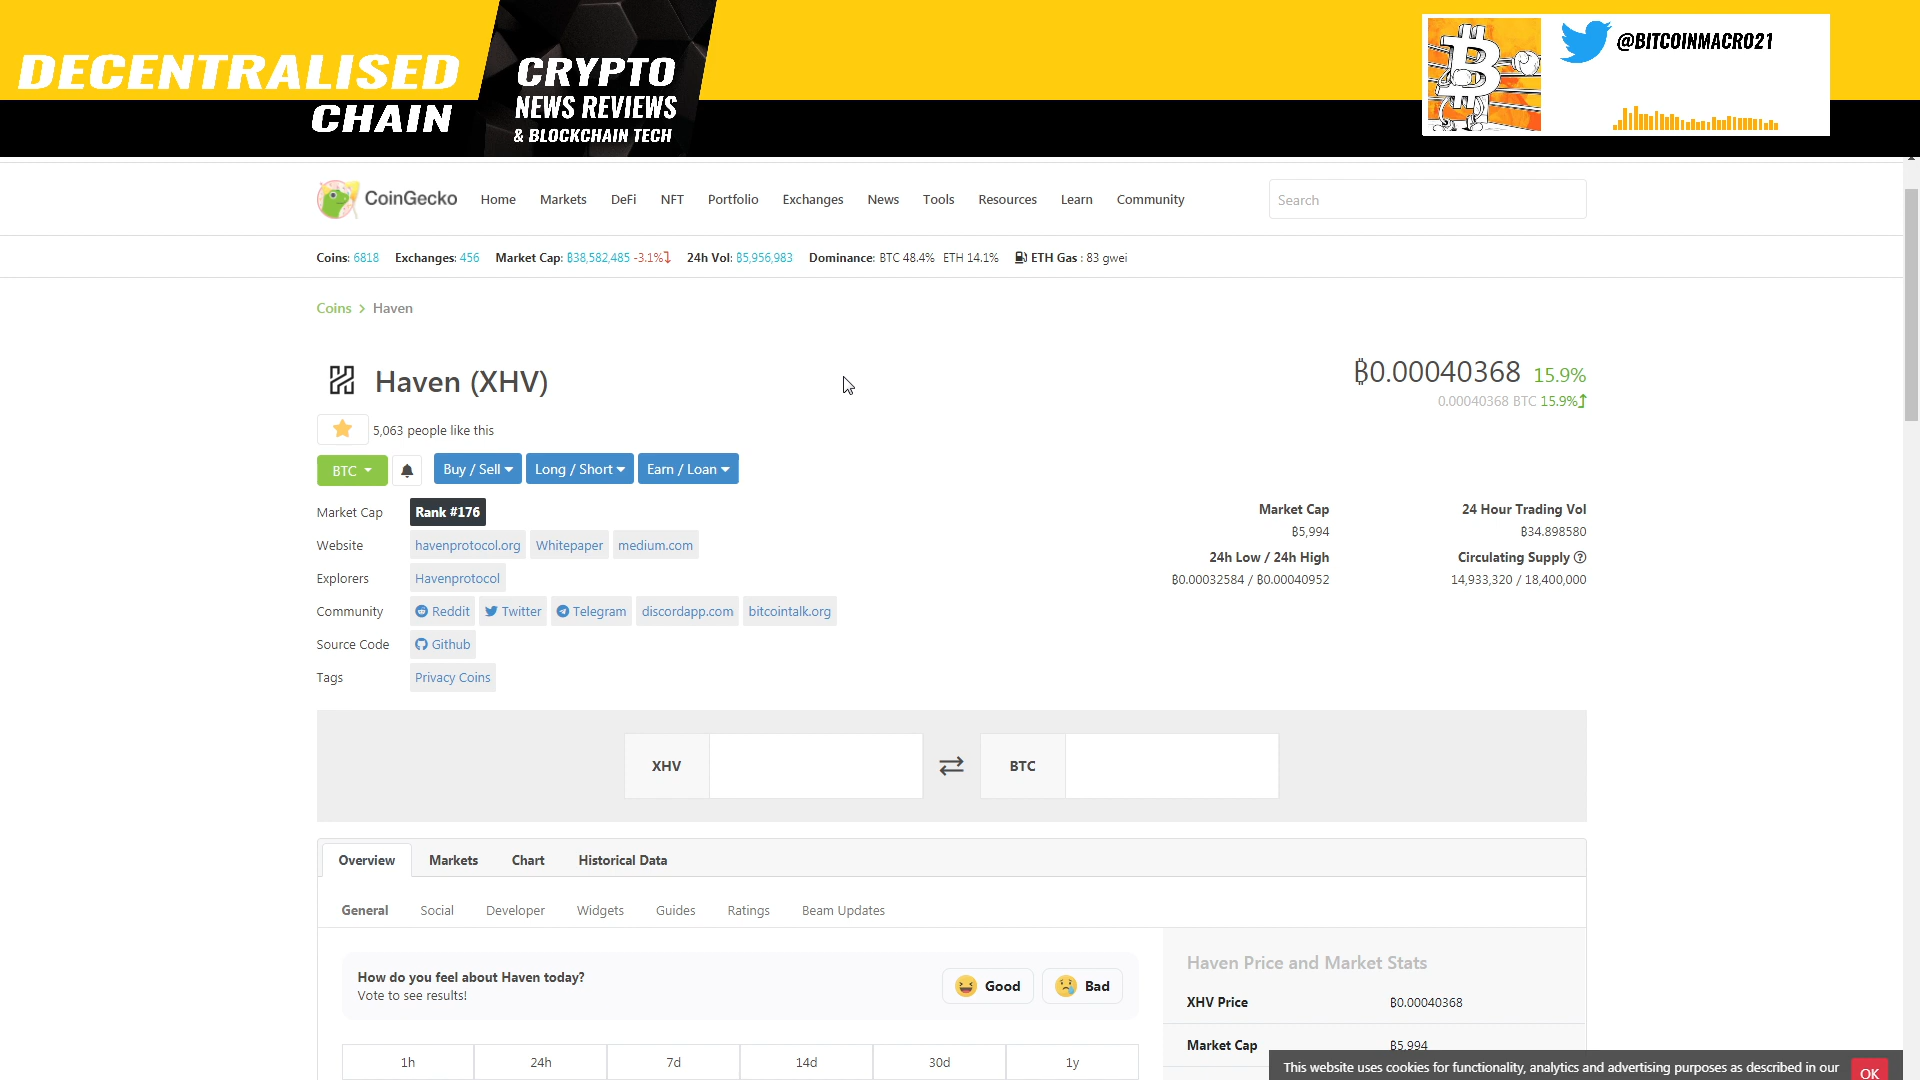 DECENTRALISED
CHAIN
CRYPTO
NEWS REVIEWS
& BLOCKCHAIN TECH
@BITCOINMACRO21
CoinGecko Home Markets DeFi NFT Portfolio Exchanges News Tools Resources Learn Community Search
Coins: 6818 Exchanges: 456 Market Cap: ฿38,582,485 -3.1% 24h Vol: ฿5,956,983 Dominance: BTC 48.4% ETH 14.1% ETH Gas : 83 gwei
Coins > Haven
Haven (XHV)
₿0.00040368 15.9%
0.00040368 BTC 15.9%
5,063 people like this
BTC Buy / Sell Long / Short Earn / Loan
Market Cap Rank #176
Website havenprotocol.org Whitepaper medium.com
Explorers Havenprotocol
Community Reddit Twitter Telegram discordapp.com bitcointalk.org
Source Code Github
Tags Privacy Coins
Market Cap 24 Hour Trading Vol
฿5,994 ฿34.898580
24h Low / 24h High Circulating Supply
฿0.00032584 / ฿0.00040952 14,933,320 / 18,400,000
XHV BTC
Overview Markets Chart Historical Data
General Social Developer Widgets Guides Ratings Beam Updates
How do you feel about Haven today?
Vote to see results!
Good Bad
1h 24h 7d 14d 30d 1y
Haven Price and Market Stats
XHV Price ฿0.00040368
Market Cap ฿5,994
This website uses cookies for functionality, analytics and advertising purposes as described in our OK